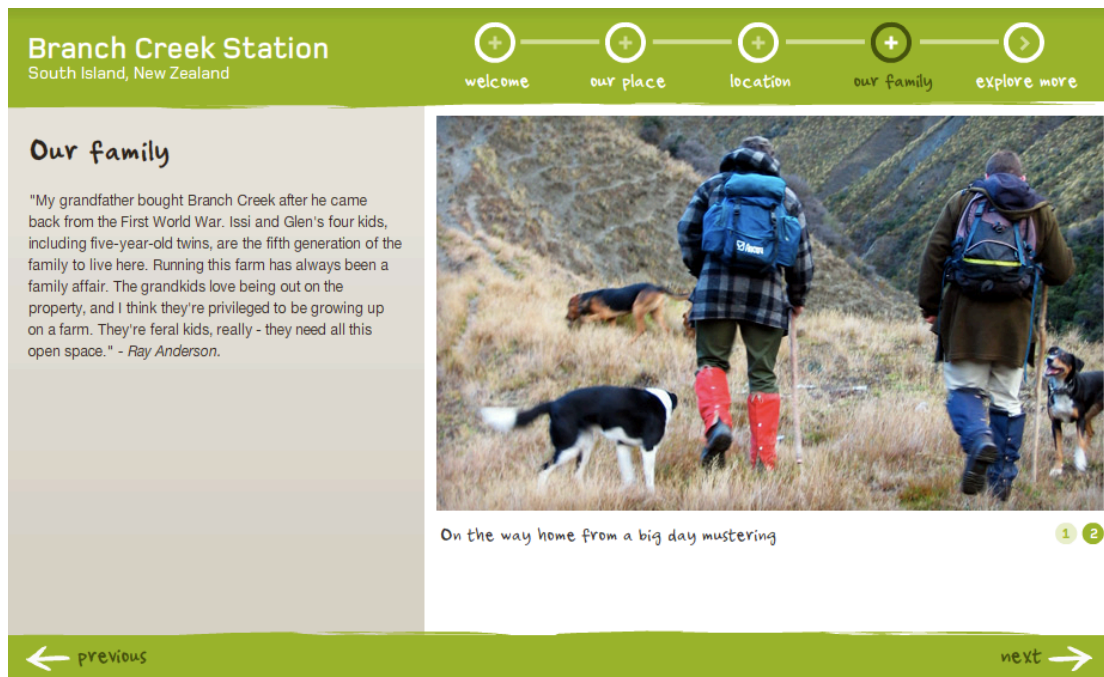 Branch Creek Station
South Island, New Zealand
welcome
our place
location
our family
explore more
Our family
"My grandfather bought Branch Creek after he came
back from the First World War. Issi and Glen's four kids,
including five-year-old twins, are the fifth generation of the
family to live here. Running this farm has always been a
family affair. The grandkids love being out on the
property, and I think they're privileged to be growing up
on a farm. They're feral kids, really - they need all this
open space." - Ray Anderson.
On the way home from a big day mustering
1 2
previous
next